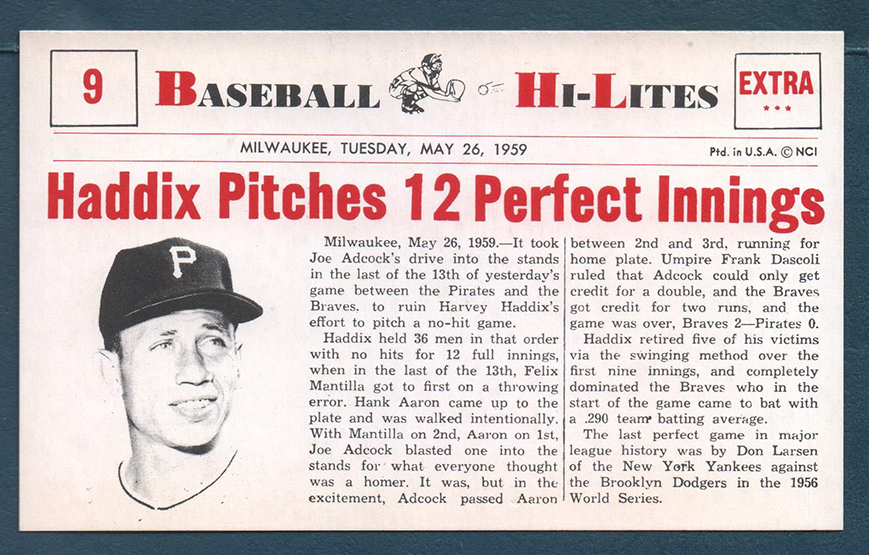 9
BASEBALL HI-LITES
EXTRA
MILWAUKEE, TUESDAY, MAY 26, 1959
Ptd. in U.S.A. © NCI
Haddix Pitches 12 Perfect Innings
P
Milwaukee, May 26, 1959.—It took
Joe Adcock's drive into the stands
in the last of the 13th of yesterday's
game between the Pirates and the
Braves. to ruin Harvey Haddix's
effort to pitch a no-hit game.
Haddix held 36 men in that order
with no hits for 12 full innings,
when in the last of the 13th, Felix
Mantilla got to first on a throwing
error. Hank Aaron came up to the
plate and was walked intentionally.
With Mantilla on 2nd, Aaron on 1st,
Joe Adcock blasted one into the
stands for what everyone thought
was a homer. It was, but in the
excitement, Adcock passed Aaron
between 2nd and 3rd, running for
home plate. Umpire Frank Dascoli
ruled that Adcock could only get
credit for a double, and the Braves
got credit for two runs, and the
game was over, Braves 2—Pirates 0.
Haddix retired five of his victims
via the swinging method over the
first nine innings, and completely
dominated the Braves who in the
start of the game came to bat with
a .290 team batting average.
The last perfect game in major
league history was by Don Larsen
of the New York Yankees against
the Brooklyn Dodgers in the 1956
World Series.